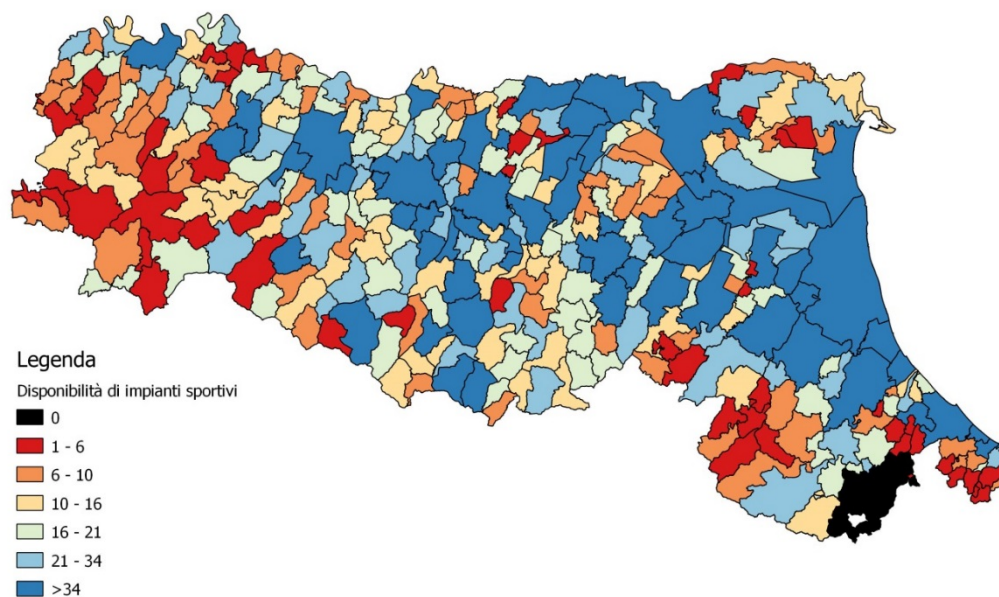 Legenda
Disponibilità di impianti sportivi
0
1 - 6
6 - 10
10 - 16
16 - 21
21 - 34
>34